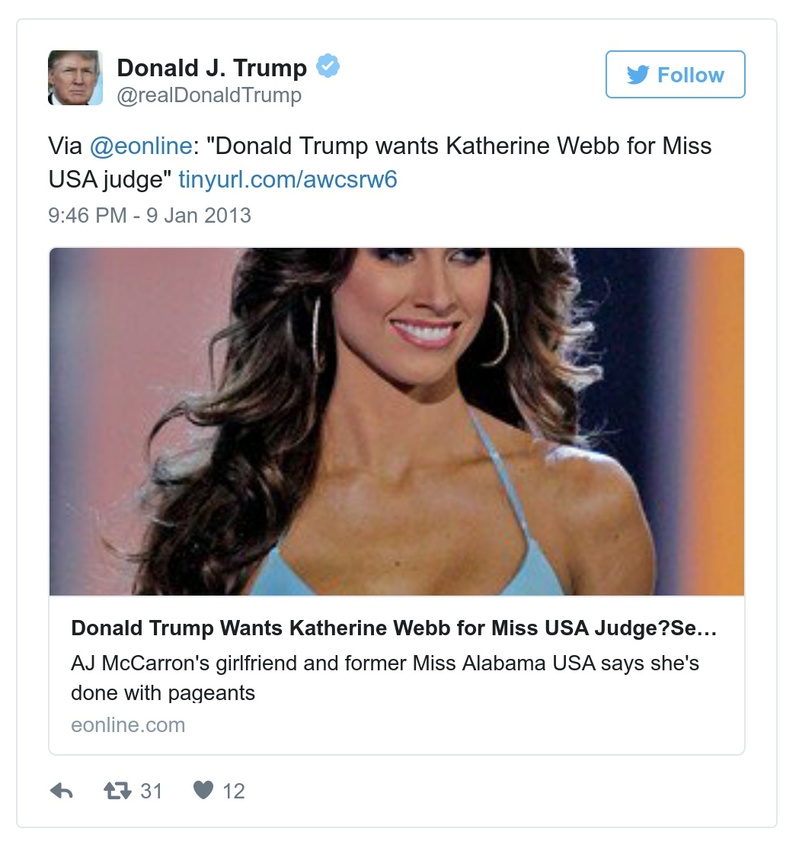 Donald J. Trump
Follow
@realDonaldTrump
Via @eonline: "Donald Trump wants Katherine Webb for Miss
USA judge" tinyurl.com/awcsrw6
9:46 PM - 9 Jan 2013
Donald Trump Wants Katherine Webb for Miss USA Judge?Se...
AJ McCarron's girlfriend and former Miss Alabama USA says she's
done with pageants
eonline.com
31 12